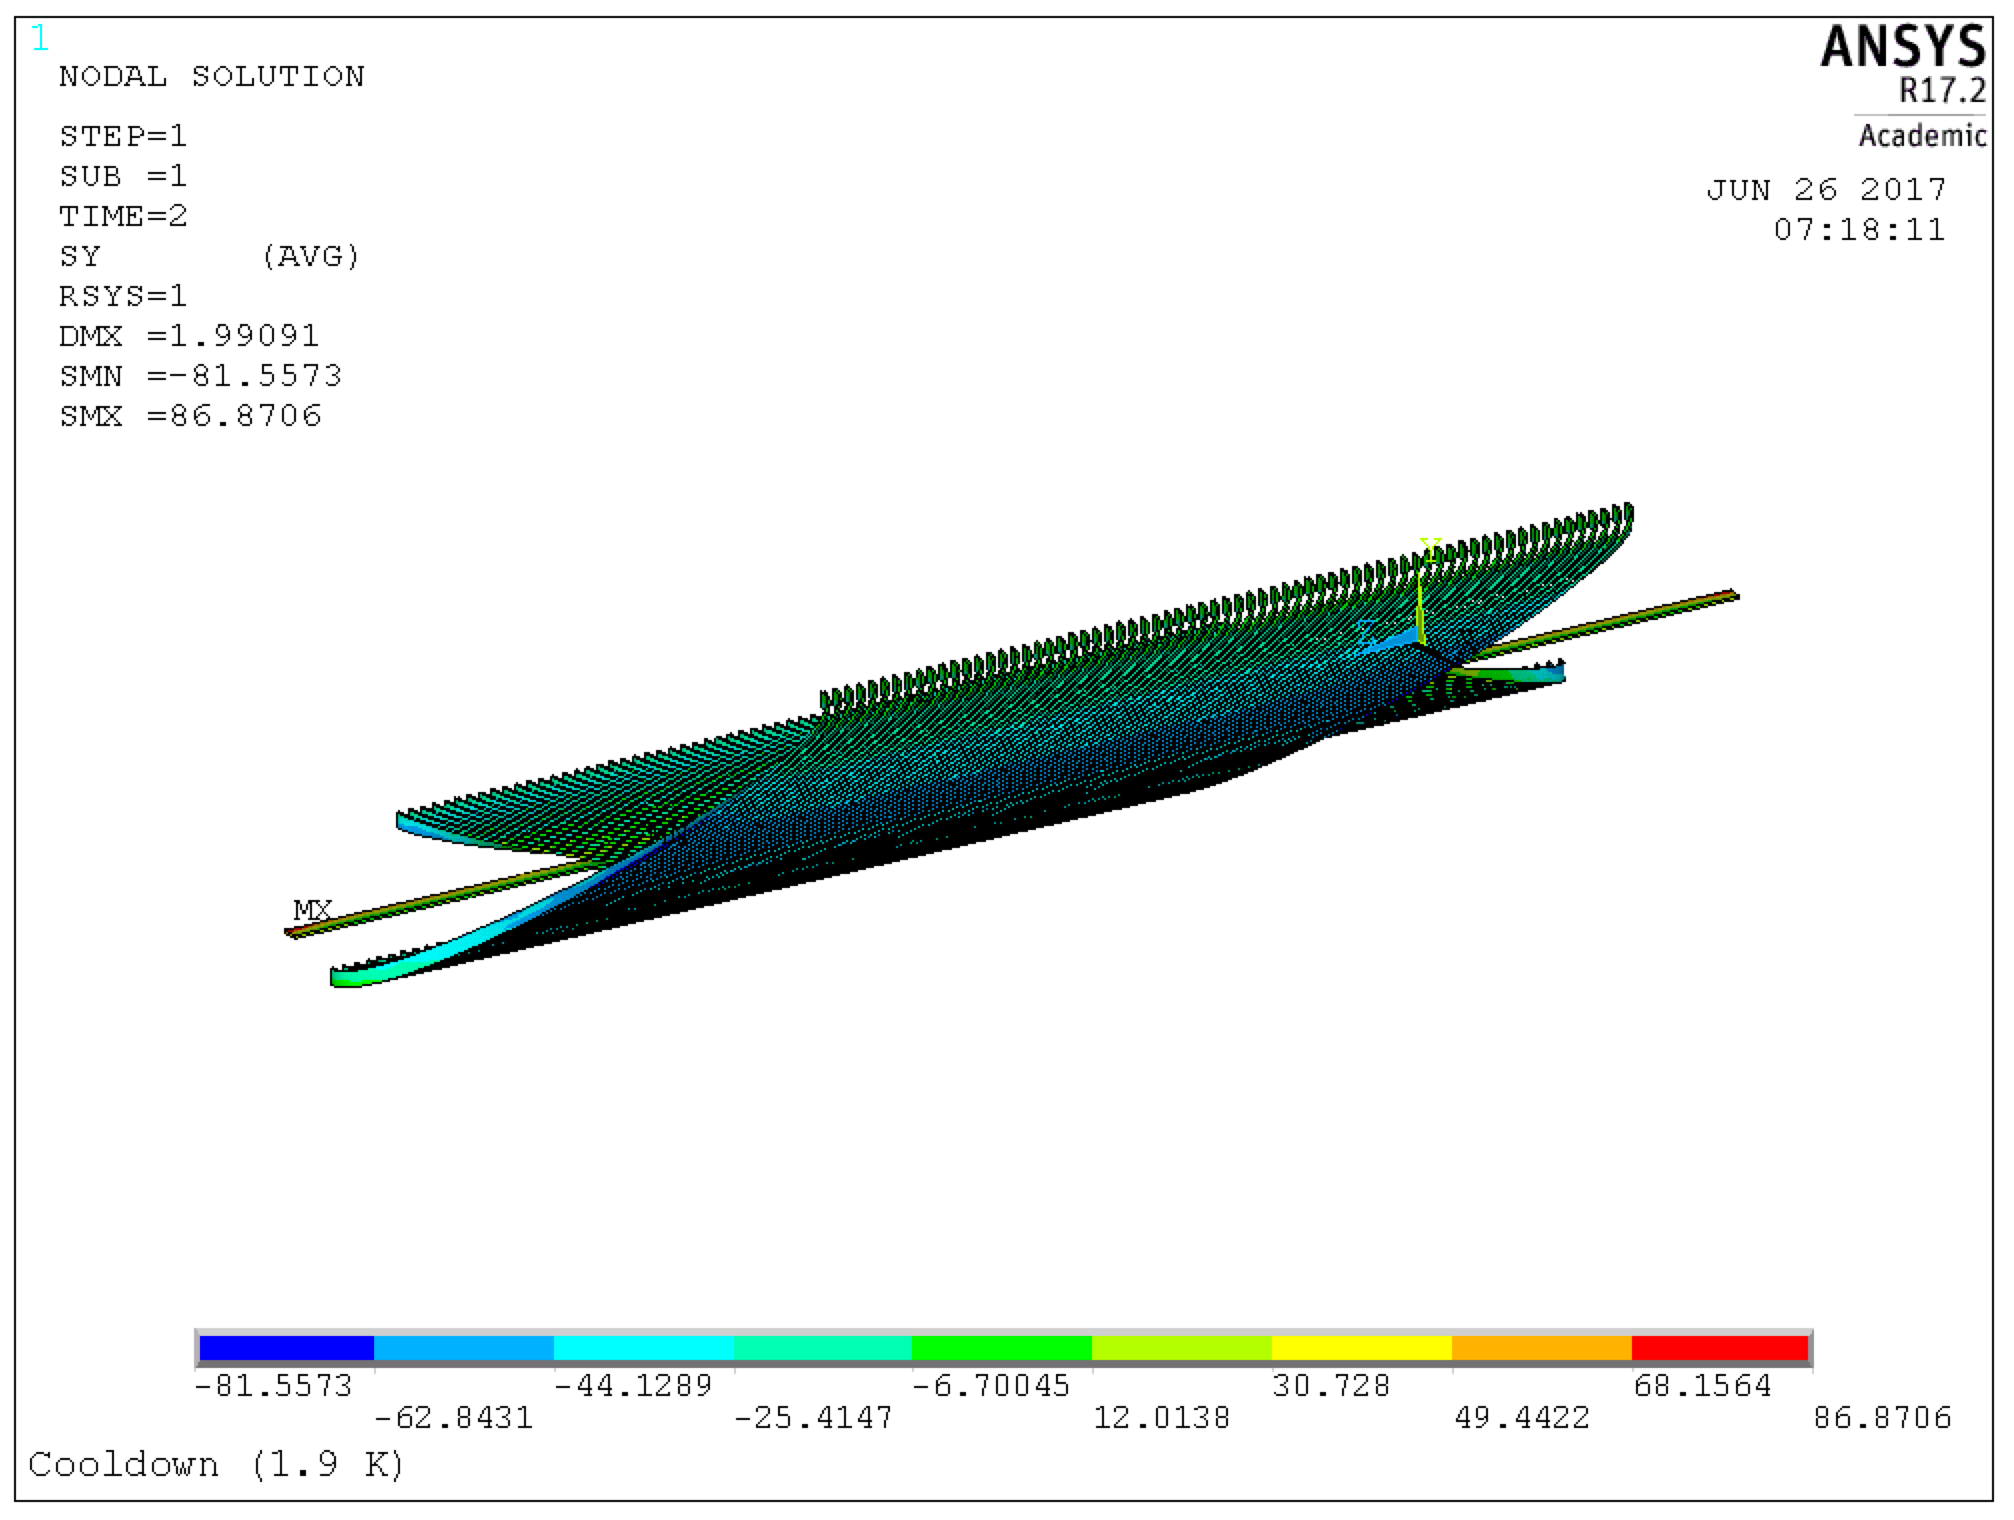 1
NODAL SOLUTION
STEP=1
SUB =1
TIME=2
SY (AVG)
RSYS=1
DMX =1.99091
SMN =-81.5573
SMX =86.8706
ANSYS
R17.2
Academic
JUN 26 2017
07:18:11
Y
Z
MX
-81.5573 -44.1289 -6.70045 30.728 68.1564
-62.8431 -25.4147 12.0138 49.4422 86.8706
Cooldown (1.9 K)